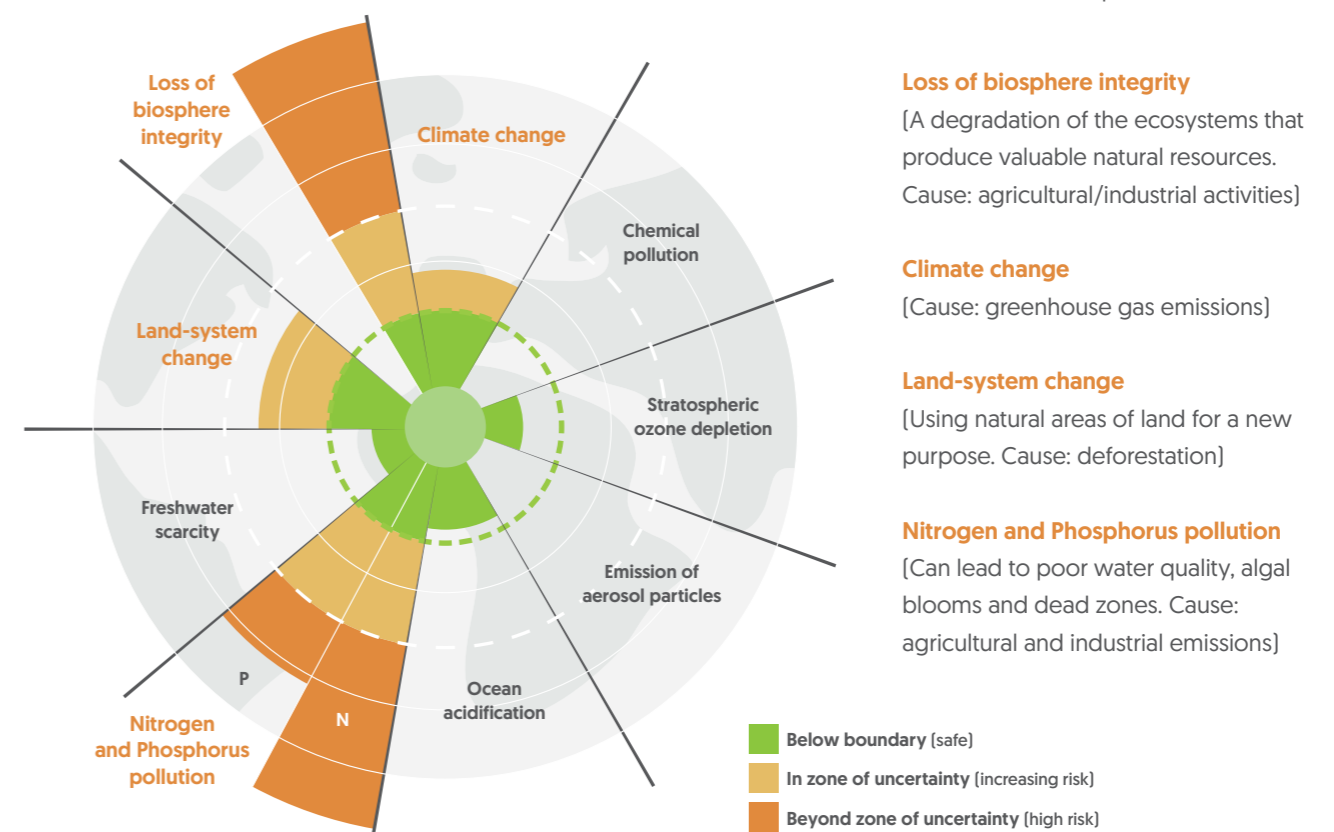 Loss of
biosphere
integrity
Climate change
Chemical
pollution
Land-system
change
Stratospheric
ozone depletion
Freshwater
scarcity
Emission of
aerosol particles
P
N
Ocean
acidification
Nitrogen
and Phosphorus
pollution
Loss of biosphere integrity
(A degradation of the ecosystems that
produce valuable natural resources.
Cause: agricultural/industrial activities)
Climate change
(Cause: greenhouse gas emissions)
Land-system change
(Using natural areas of land for a new
purpose. Cause: deforestation)
Nitrogen and Phosphorus pollution
(Can lead to poor water quality, algal
blooms and dead zones. Cause:
agricultural and industrial emissions)
Below boundary (safe)
In zone of uncertainty (increasing risk)
Beyond zone of uncertainty (high risk)